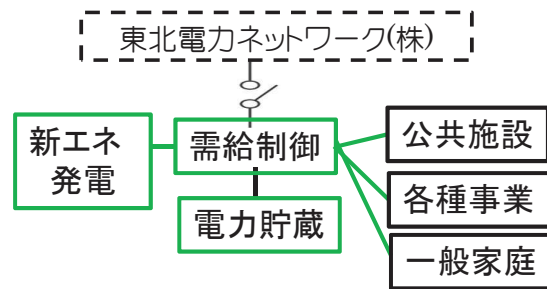 東北電力ネットワーク(株)
新エネ
発電
需給制御
電力貯蔵
公共施設
各種事業
一般家庭